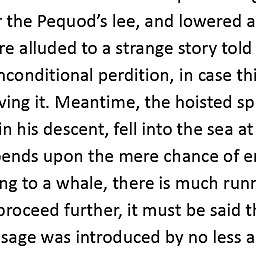 the Pequod's lee, and lowered a
re alluded to a strange story told
nconditional perdition, in case thi
ving it. Meantime, the hoisted sp
in his descent, fell into the sea at
ends upon the mere chance of e
ng to a whale, there is much runn
proceed further, it must be said th
sage was introduced by no less a